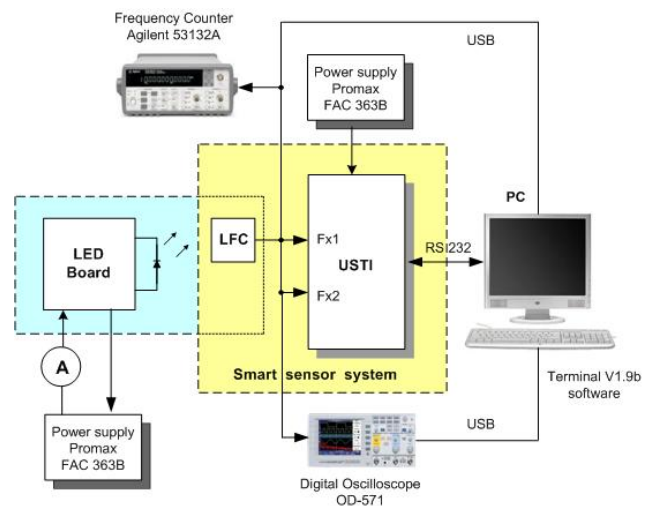 Frequency Counter
Agilent 53132A
USB
Power supply
Promax
FAC 363B
PC
LED
Board
LFC
Fx1
USTI
RSI232
Fx2
A
Smart sensor system
Terminal V1.9b
software
Power supply
Promax
FAC 363B
USB
Digital Oscilloscope
OD-571